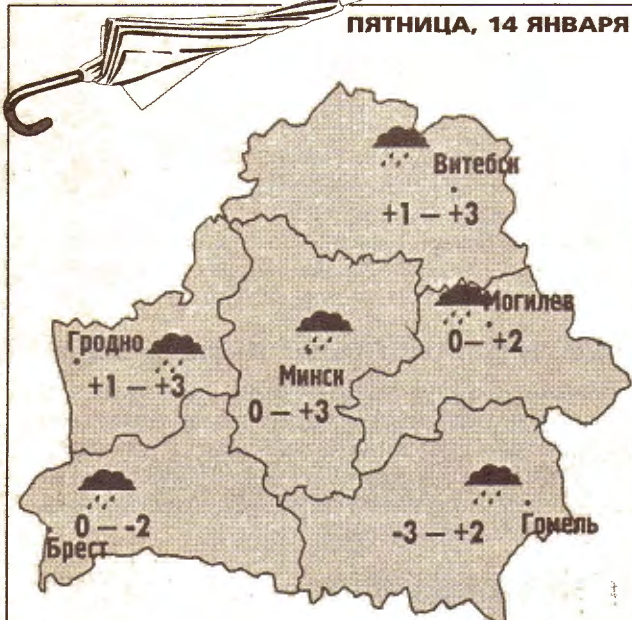 ПЯТНИЦА, 14 ЯНВАРЯ
Витебск
+1 – +3
Могилев
0 – +2
Гродно
+1 – +3
Минск
0 – +3
0 – -2
Брест
-3 – +2
Гомель